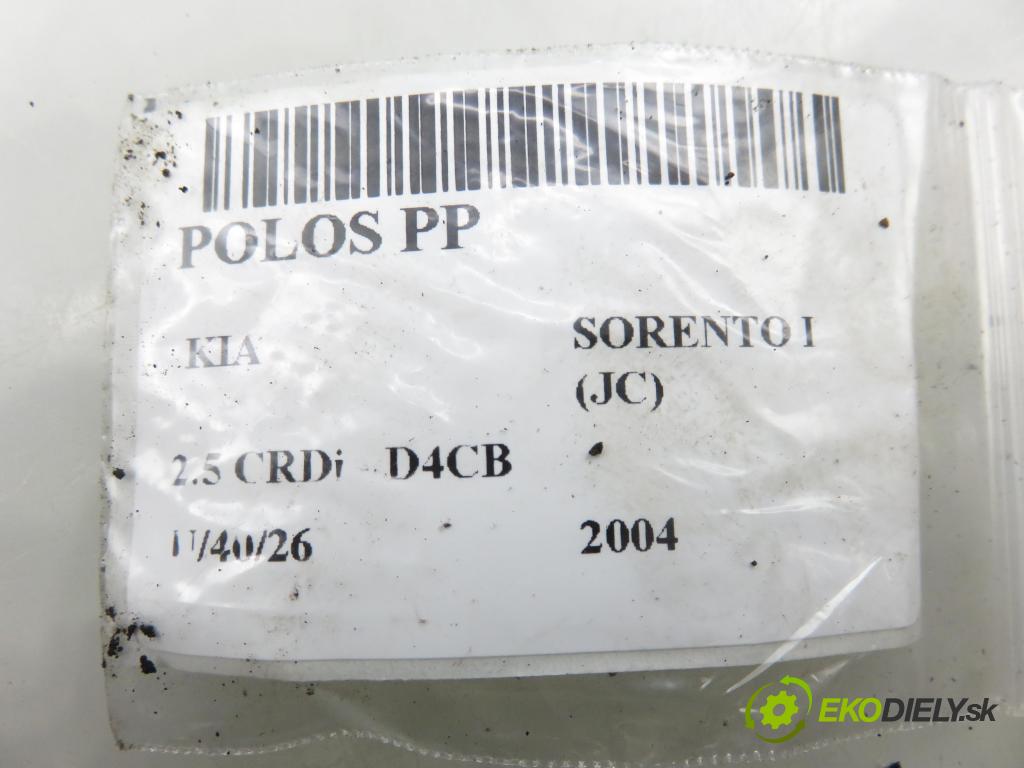 POLOS PP
KIA
SORENTO I
(JC)
2.5 CRDi D4CB
U/40/26
2004
EKODIELY.sk